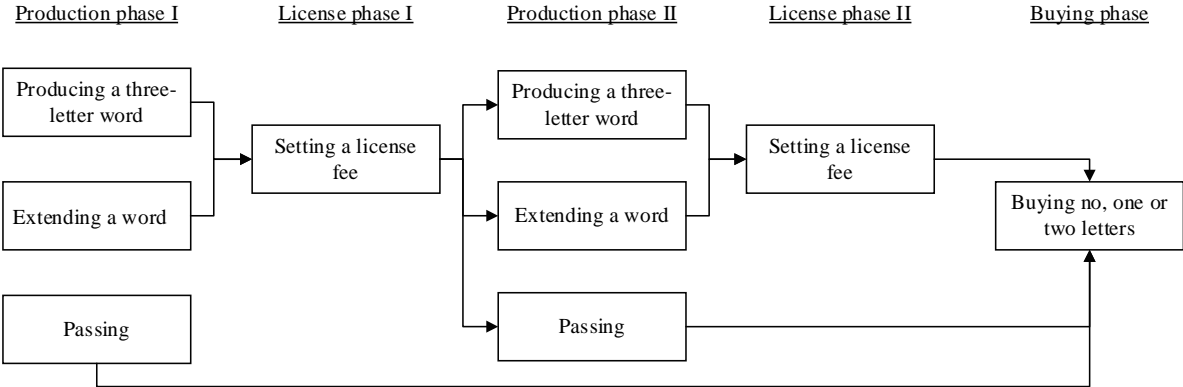 Production phase I
License phase I
Production phase II
License phase II
Buying phase
Producing a three-
letter word
Setting a license
fee
Extending a word
Passing
Producing a three-
letter word
Extending a word
Passing
Setting a license
fee
Buying no, one or
two letters